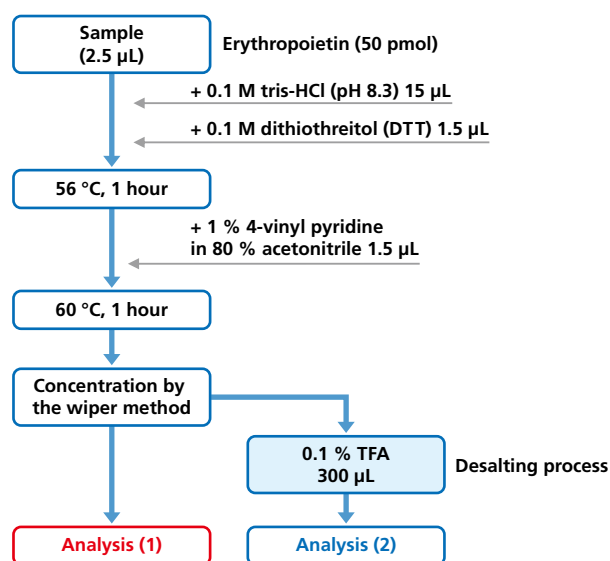 Sample
(2.5 µL)
Erythropoietin (50 pmol)
+ 0.1 M tris-HCl (pH 8.3) 15 µL
+ 0.1 M dithiothreitol (DTT) 1.5 µL
56 °C, 1 hour
+ 1 % 4-vinyl pyridine
in 80 % acetonitrile 1.5 µL
60 °C, 1 hour
Concentration by
the wiper method
0.1 % TFA
300 µL
Desalting process
Analysis (1)
Analysis (2)